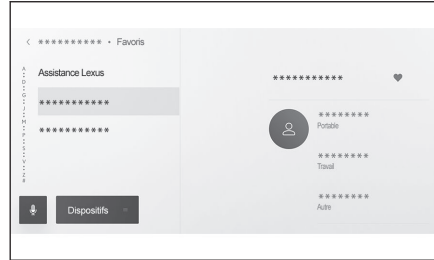 < ********** • Favoris
Assistance Lexus
***********
***********
A
D
G
J
M
P
S
V
Z
#
Dispositifs
***********
********
Portable
********
Travail
********
Autre